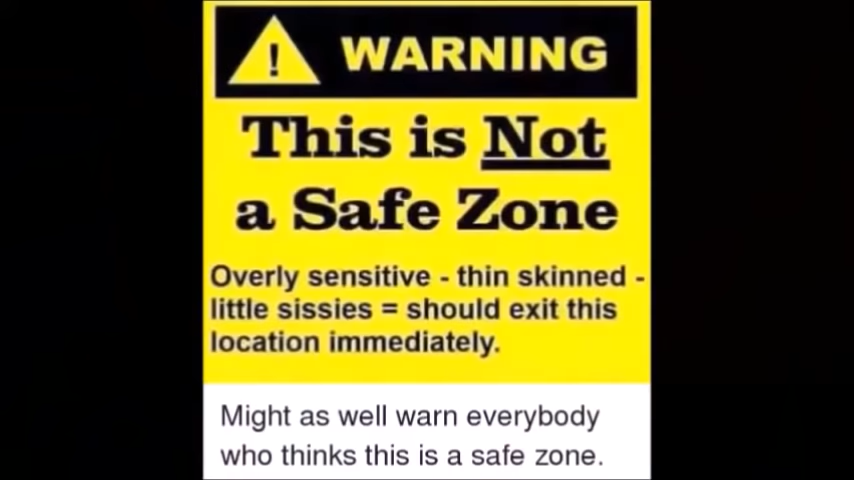 WARNING
This is Not
a Safe Zone
Overly sensitive - thin skinned -
little sissies = should exit this
location immediately.
Might as well warn everybody
who thinks this is a safe zone.